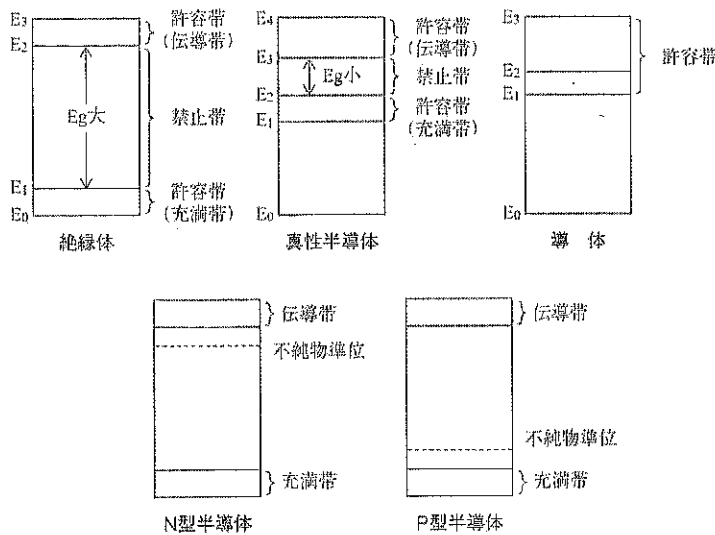 E3
E2
Eg大
E1
E0
許容帯
(伝導帯)
禁止帯
許容帯
(充満帯)
絶縁体
E4
E3
Eg小
E2
E1
E0
許容帯
(伝導帯)
禁止帯
許容帯
(充満帯)
真性半導体
E3
E2
E1
E0
許容帯
導 体
伝導帯
不純物準位
充満帯
N型半導体
伝導帯
不純物準位
充満帯
P型半導体